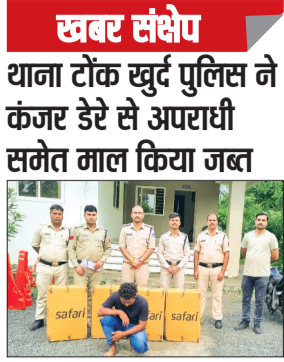 खबर संक्षेप
थाना टोंक खुर्द पुलिस ने
कंजर डेरे से अपराधी
समेत माल किया जब्त
safari
safari
safari